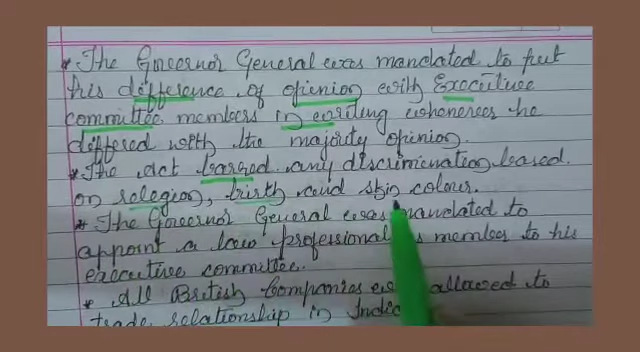 * The Governor General was mandated to put
his difference of opinion with Executive
committee members in writing whenever he
differed with the majority opinion.
* The Act barred any discrimination based
on relegion, birth and skin colour.
* The Governor General was mandated to
appoint a law professional as member to his
executive committee.
* All British Companies allowed to
trade relationship in India